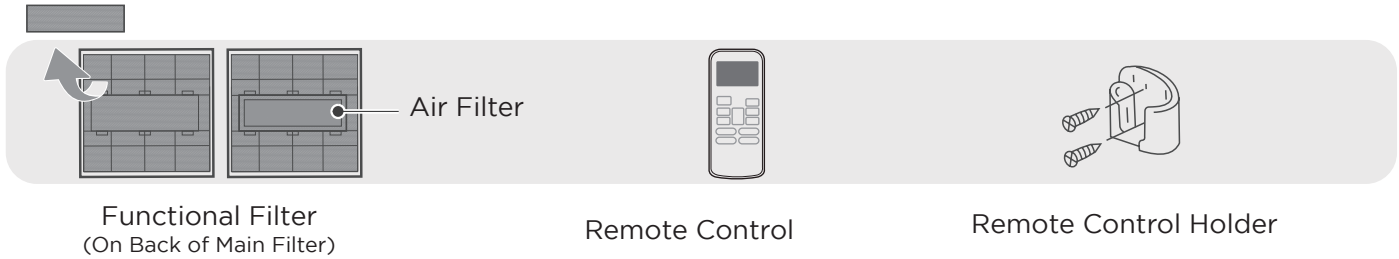 Air Filter
Functional Filter
(On Back of Main Filter)
Remote Control
Remote Control Holder